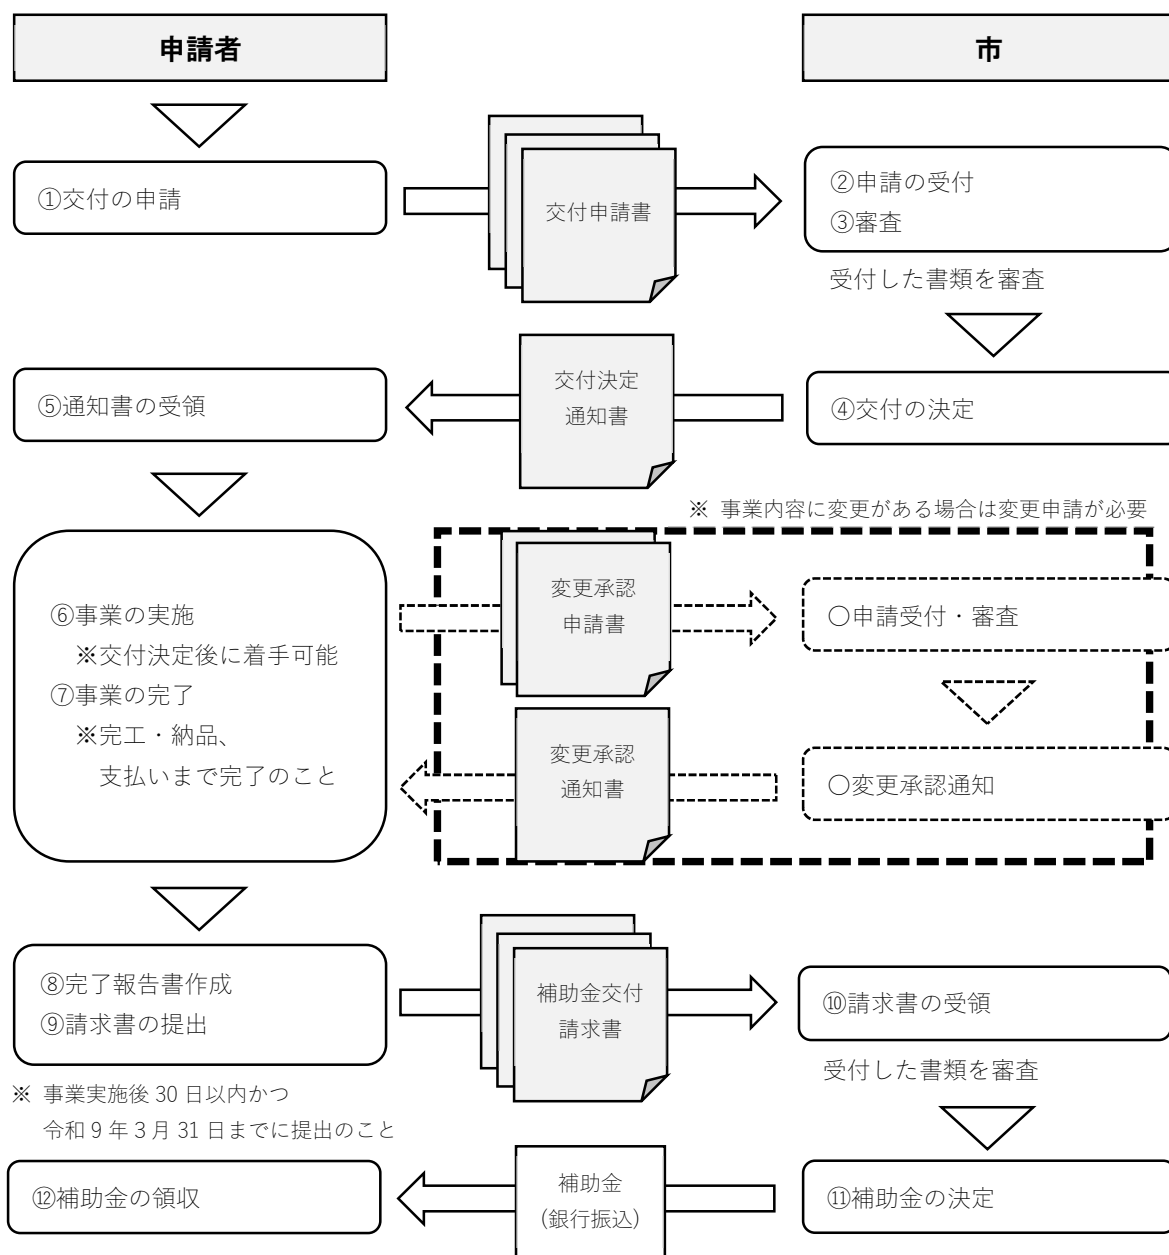 申請者
市
①交付の申請
交付申請書
②申請の受付
③審査
受付した書類を審査
⑤通知書の受領
交付決定
通知書
④交付の決定
※ 事業内容に変更がある場合は変更申請が必要
⑥事業の実施
※交付決定後に着手可能
⑦事業の完了
※完工・納品、
支払いまで完了のこと
変更承認
申請書
〇申請受付・審査
変更承認
通知書
〇変更承認通知
⑧完了報告書作成
⑨請求書の提出
補助金交付
請求書
⑩請求書の受領
受付した書類を審査
※ 事業実施後 30 日以内かつ
令和 9 年 3 月 31 日までに提出のこと
⑫補助金の領収
補助金
(銀行振込)
⑪補助金の決定